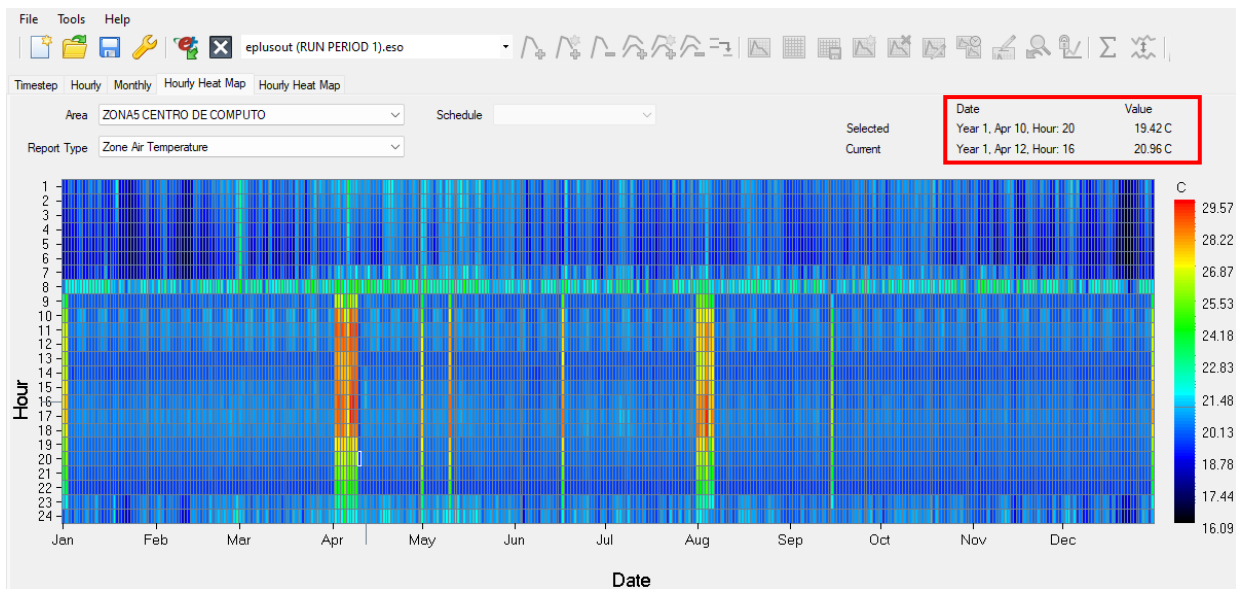 File Tools Help
eplusout (RUN PERIOD 1).eso
Timestep Hourly Monthly Hourly Heat Map Hourly Heat Map
Area ZONA5 CENTRO DE COMPUTO Schedule
Report Type Zone Air Temperature
Date Value
Selected Year 1, Apr 10, Hour: 20 19.42 C
Current Year 1, Apr 12, Hour: 16 20.96 C
C
29.57
28.22
26.87
25.53
24.18
22.83
21.48
20.13
18.78
17.44
16.09
Hour
1
2
3
4
5
6
7
8
9
10
11
12
13
14
15
16
17
18
19
20
21
22
23
24
Jan Feb Mar Apr May Jun Jul Aug Sep Oct Nov Dec
Date